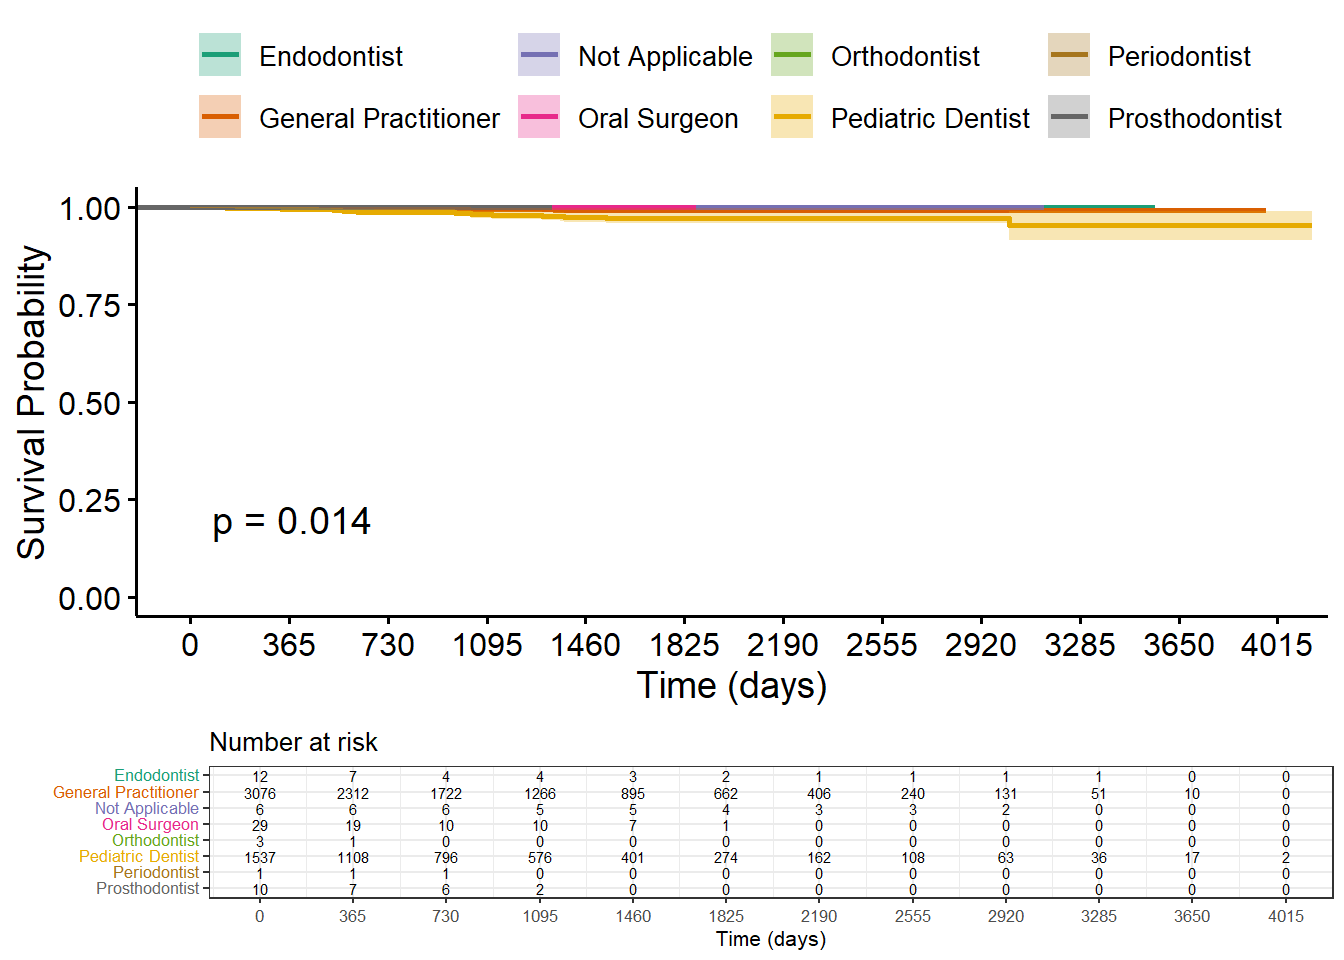 Endodontist Not Applicable Orthodontist Periodontist
General Practitioner Oral Surgeon Pediatric Dentist Prosthodontist
Survival Probability
1.00
0.75
0.50
0.25
0.00
p = 0.014
0 365 730 1095 1460 1825 2190 2555 2920 3285 3650 4015
Time (days)
Number at risk
Endodontist 12 7 4 4 3 2 1 1 1 1 0 0
General Practitioner 3076 2312 1722 1266 895 662 406 240 131 51 10 0
Not Applicable 6 6 6 5 5 4 3 3 2 0 0 0
Oral Surgeon 29 19 10 10 7 1 0 0 0 0 0 0
Orthodontist 3 1 0 0 0 0 0 0 0 0 0 0
Pediatric Dentist 1537 1108 796 576 401 274 162 108 63 36 17 2
Periodontist 1 1 1 0 0 0 0 0 0 0 0 0
Prosthodontist 10 7 6 2 0 0 0 0 0 0 0 0
0 365 730 1095 1460 1825 2190 2555 2920 3285 3650 4015
Time (days)